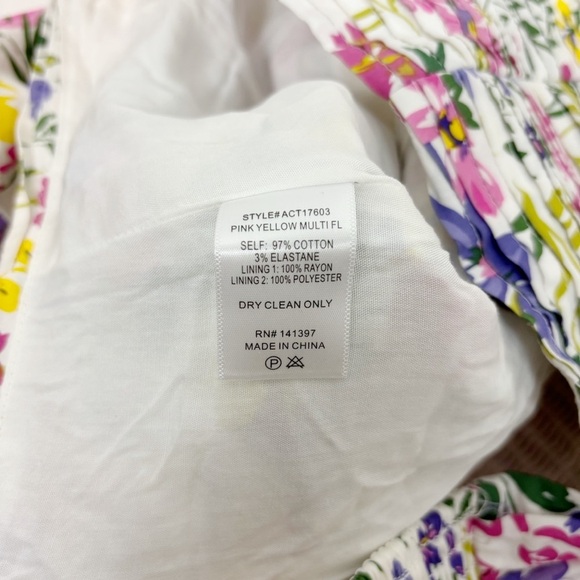 STYLE# ACT17603
PINK YELLOW MULTI FL
SELF: 97% COTTON
3% ELASTANE
LINING 1: 100% RAYON
LINING 2: 100% POLYESTER
DRY CLEAN ONLY
RN# 141397
MADE IN CHINA
P